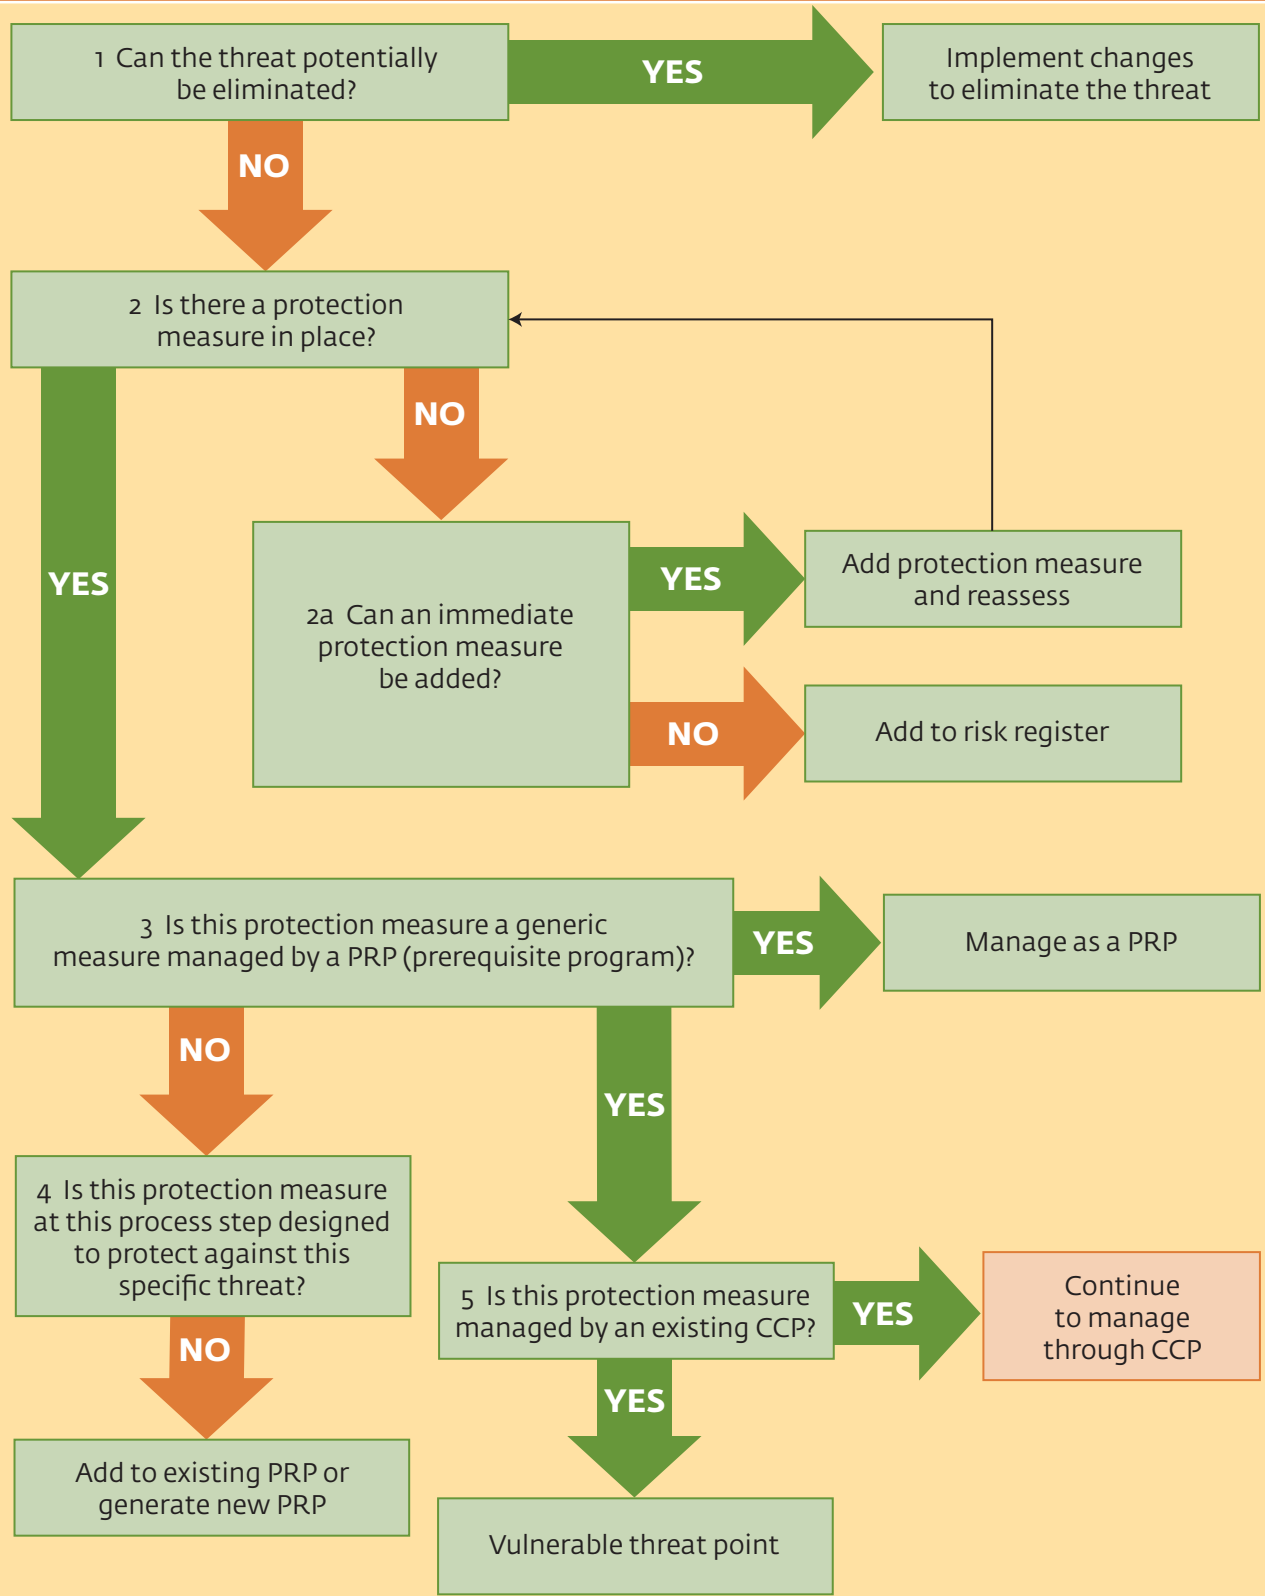 1 Can the threat potentially
be eliminated?
YES
Implement changes
to eliminate the threat
NO
2 Is there a protection
measure in place?
NO
YES
2a Can an immediate
protection measure
be added?
YES
Add protection measure
and reassess
NO
Add to risk register
3 Is this protection measure a generic
measure managed by a PRP (prerequisite program)?
YES
Manage as a PRP
NO
YES
4 Is this protection measure
at this process step designed
to protect against this
specific threat?
5 Is this protection measure
managed by an existing CCP?
YES
Continue
to manage
through CCP
NO
YES
Add to existing PRP or
generate new PRP
Vulnerable threat point